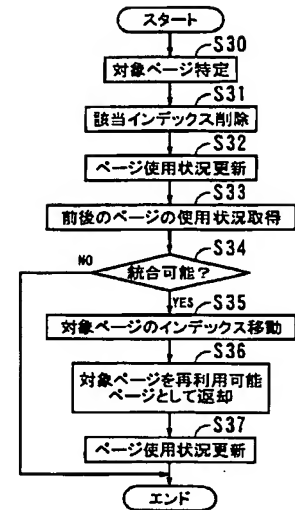 スタート
S30
対象ページ特定
S31
該当インデックス削除
S32
ページ使用状況更新
S33
前後のページの使用状況取得
S34
NO
統合可能?
YES
S35
対象ページのインデックス移動
S36
対象ページを再利用可能
ページとして返却
S37
ページ使用状況更新
エンド